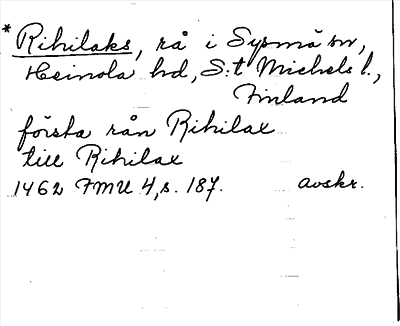 * Rihilaks, rå i Sysmä sn,
Heinola hd, S:t Michels l.,
Finland
första rån Rihilax
till Rihilax
1462 FMU 4, s. 187. avskr.